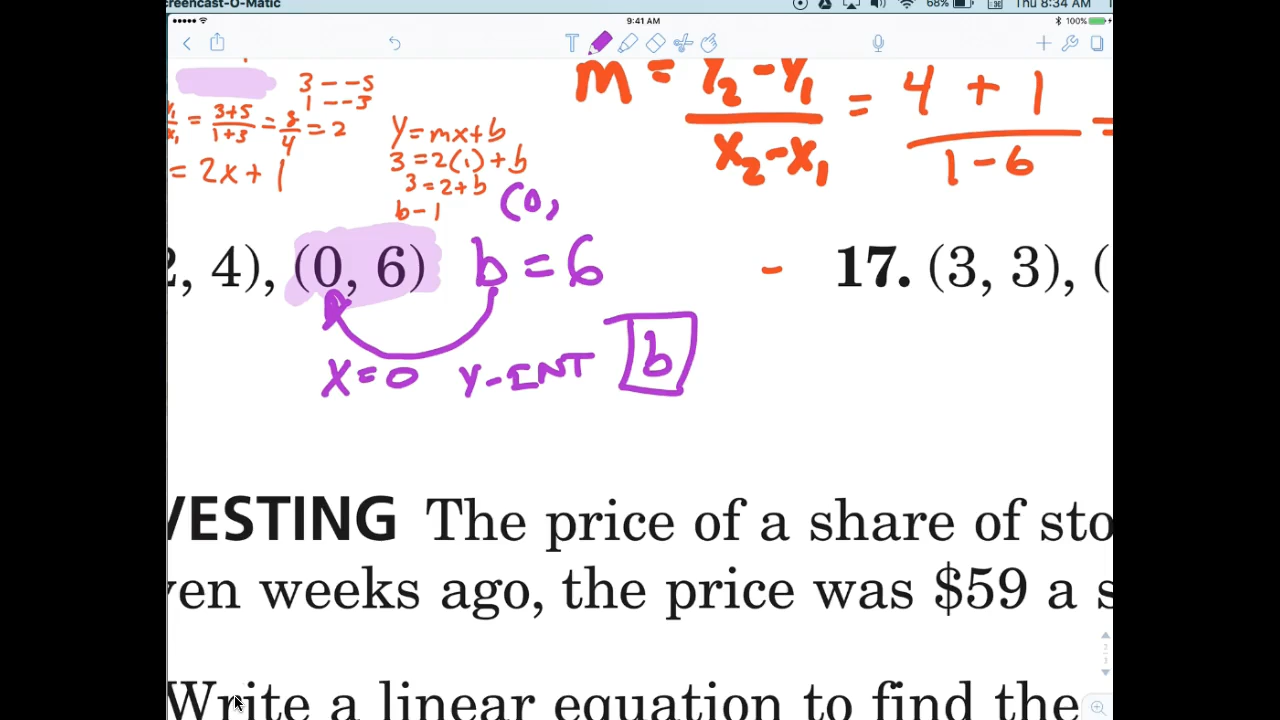 reencast-O-Matic
68% Thu 8:34 AM
9:41 AM
100%
T
3 - -5
1 - -3
= 3+5/1+3 = 8/4 = 2
= 2x + 1
y = mx + b
3 = 2(1) + b
3 = 2 + b
b - 1
m = y₂ - y₁/x₂ - x₁ = 4 + 1/1 - 6 =
(0,
2, 4), (0, 6) b = 6
- 17. (3, 3), (
x = 0 y-INT b
VESTING The price of a share of sto
ven weeks ago, the price was $59 a s
Write a linear equation to find the